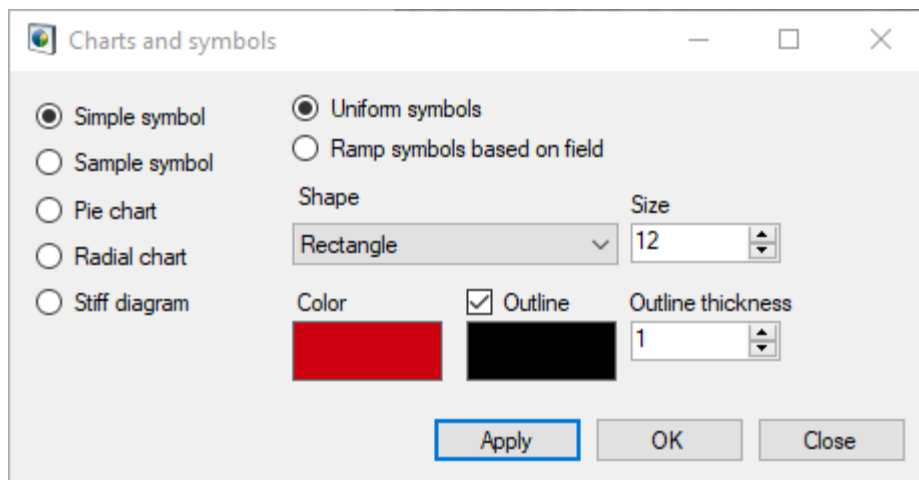 Charts and symbols
Simple symbol
Sample symbol
Pie chart
Radial chart
Stiff diagram
Uniform symbols
Ramp symbols based on field
Shape
Rectangle
Size
12
Color
Outline
Outline thickness
1
Apply
OK
Close